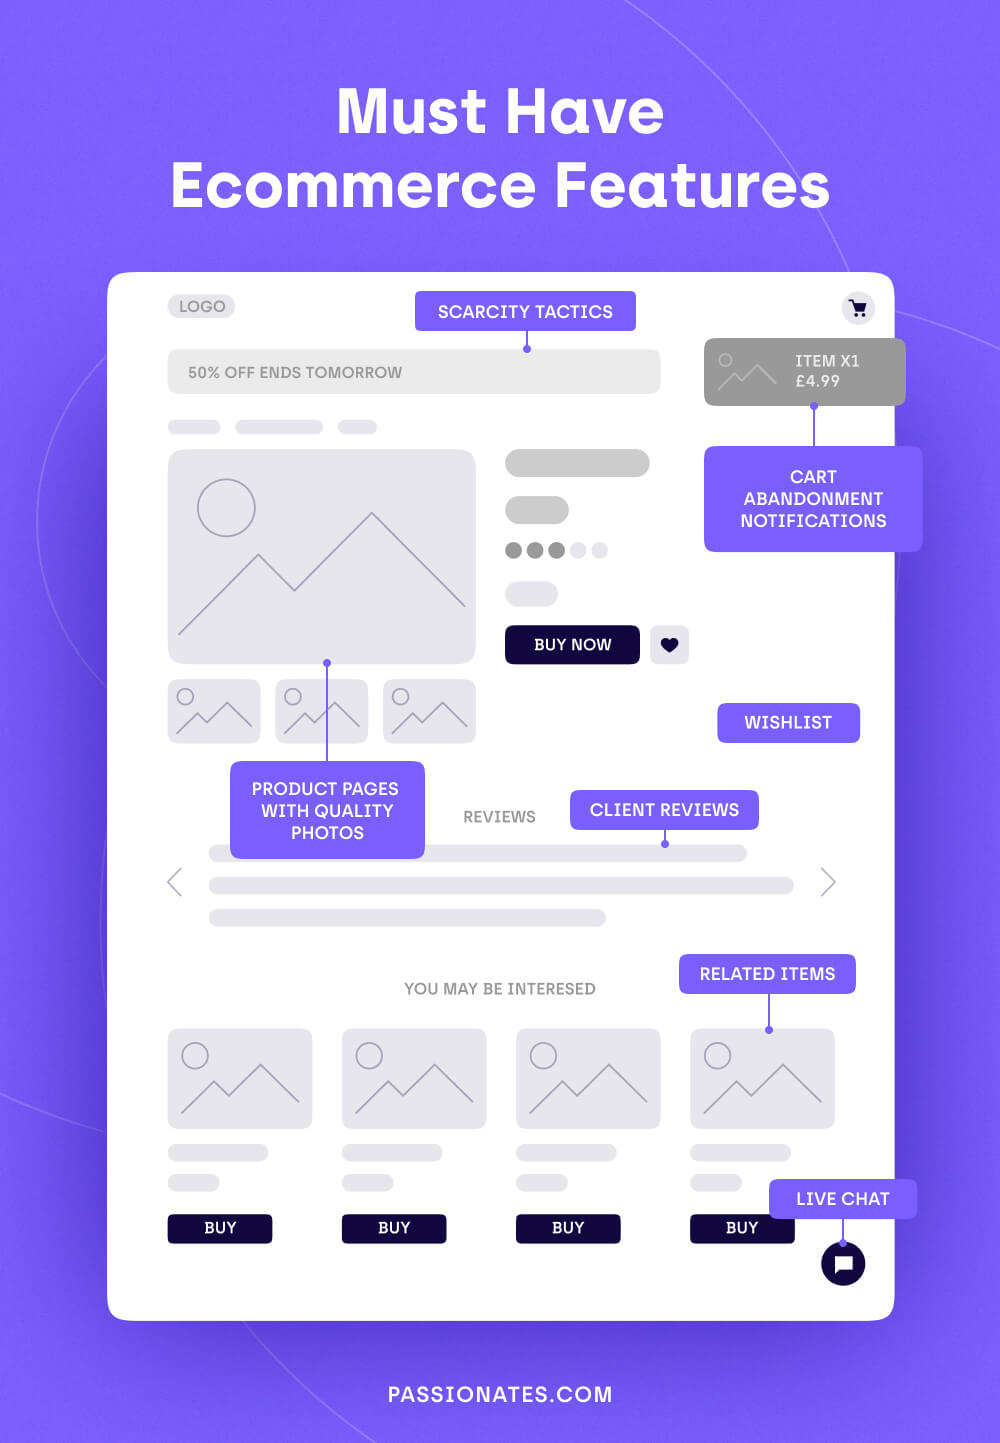 Must Have
Ecommerce Features
LOGO
SCARCITY TACTICS
50% OFF ENDS TOMORROW
ITEM X1
£4.99
CART
ABANDONMENT
NOTIFICATIONS
BUY NOW
WISHLIST
PRODUCT PAGES
WITH QUALITY
PHOTOS
REVIEWS
CLIENT REVIEWS
RELATED ITEMS
YOU MAY BE INTERESED
LIVE CHAT
BUY
BUY
BUY
BUY
PASSIONATES.COM